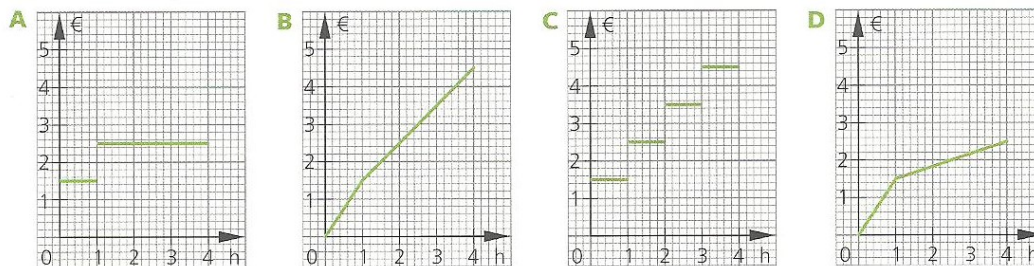 A € 5 4 3 2 1 0 1 2 3 4 h
B € 5 4 3 2 1 0 1 2 3 4 h
C € 5 4 3 2 1 0 1 2 3 4 h
D € 5 4 3 2 1 0 1 2 3 4 h